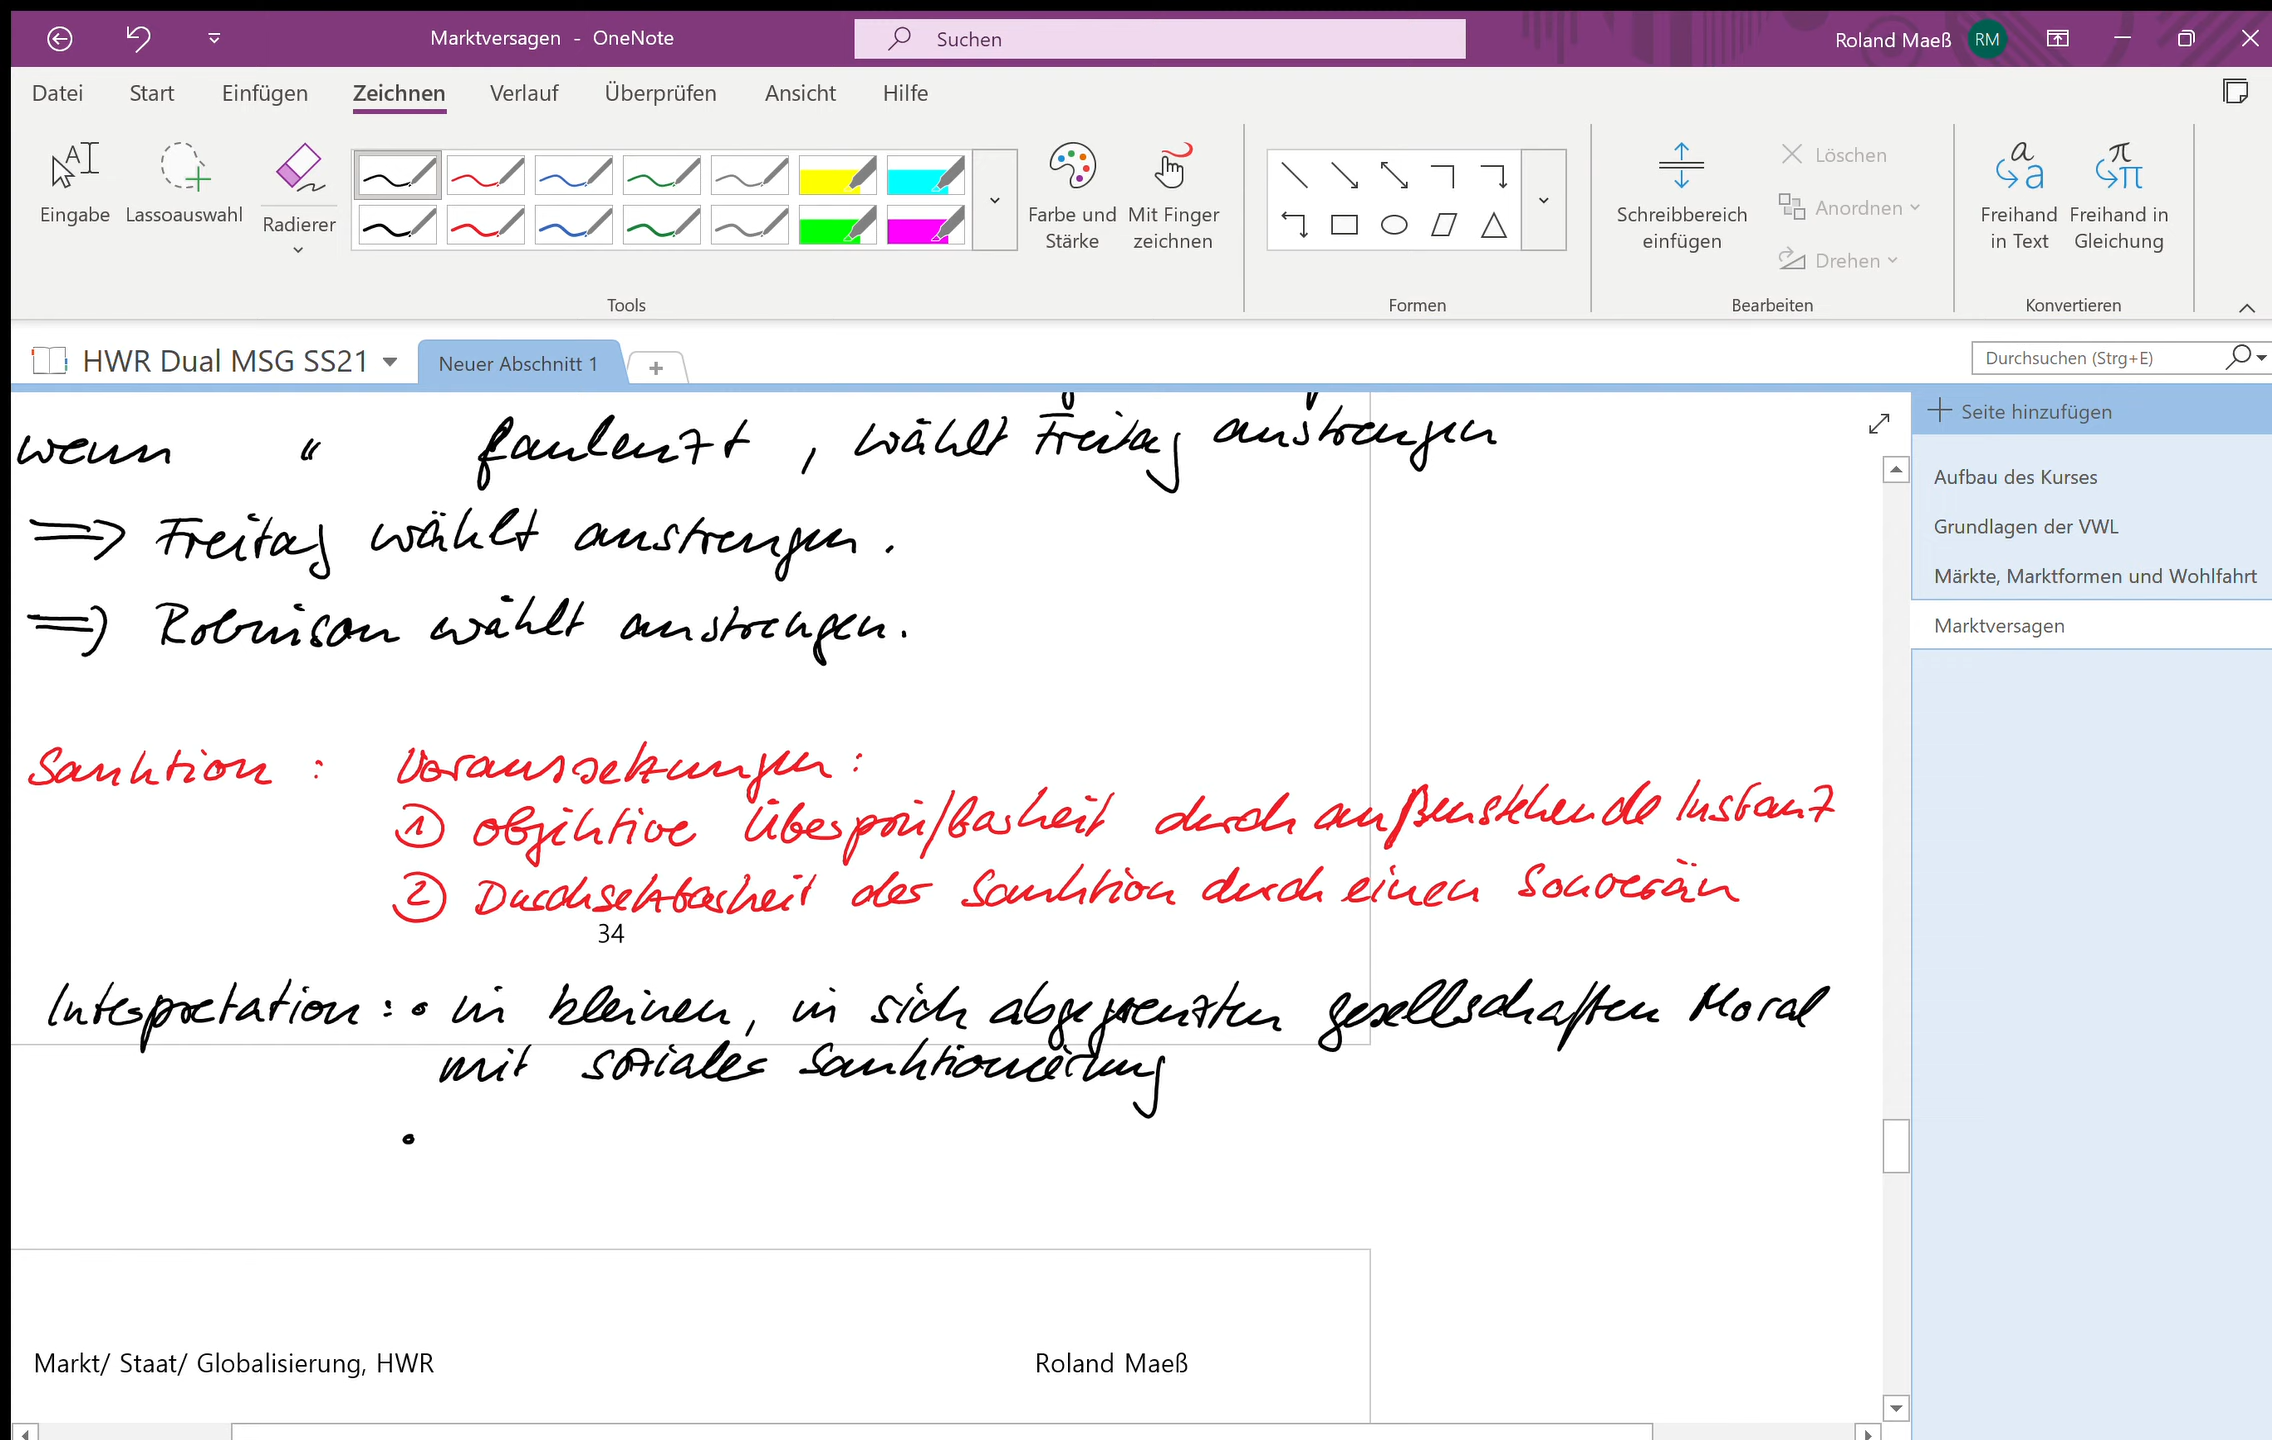 Marktversagen - OneNote
Suchen
Roland Maeß RM
Datei Start Einfügen Zeichnen Verlauf Überprüfen Ansicht Hilfe
Eingabe
Lassoauswahl
Radierer
Farbe und Stärke
Mit Finger zeichnen
Schreibbereich einfügen
Löschen
Anordnen
Drehen
Freihand in Text
Freihand in Gleichung
Tools Formen Bearbeiten Konvertieren
HWR Dual MSG SS21 Neuer Abschnitt 1
Durchsuchen (Strg+E)
wenn " faulenzt, wählt Freitag anstrengen
=> Freitag wählt anstrengen.
=> Robinson wählt anstrengen.
Sanktion: Voraussetzungen:
① objektive Überprüfbarkeit durch außenstehende Instanz
② Durchsetzbarkeit der Sanktion durch einen Souverän
34
Interpretation: • in kleinen, in sich abgegrenzten Gesellschaften Moral
mit sozialer Sanktionierung
•
Markt/ Staat/ Globalisierung, HWR Roland Maeß
Seite hinzufügen
Aufbau des Kurses
Grundlagen der VWL
Märkte, Marktformen und Wohlfahrt
Marktversagen